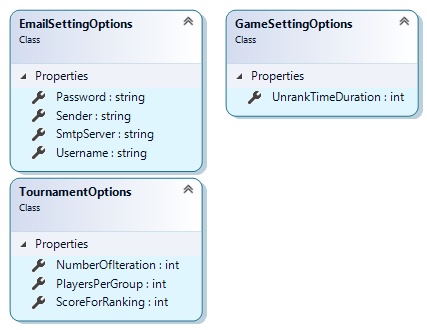 EmailSettingOptions
Class
Properties
Password : string
Sender : string
SmtpServer : string
Username : string
GameSettingOptions
Class
Properties
UnrankTimeDuration : int
TournamentOptions
Class
Properties
NumberOfIteration : int
PlayersPerGroup : int
ScoreForRanking : int